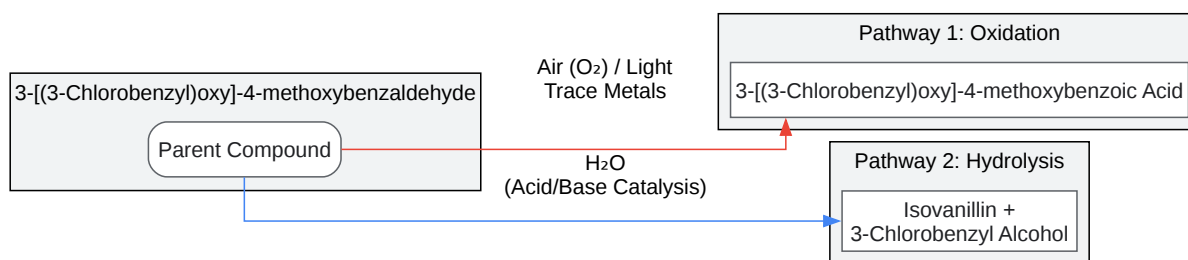 3-[(3-Chlorobenzyl)oxy]-4-methoxybenzaldehyde
Parent Compound
Air (O₂) / Light
Trace Metals
H₂O
(Acid/Base Catalysis)
Pathway 1: Oxidation
3-[(3-Chlorobenzyl)oxy]-4-methoxybenzoic Acid
Pathway 2: Hydrolysis
Isovanillin +
3-Chlorobenzyl Alcohol